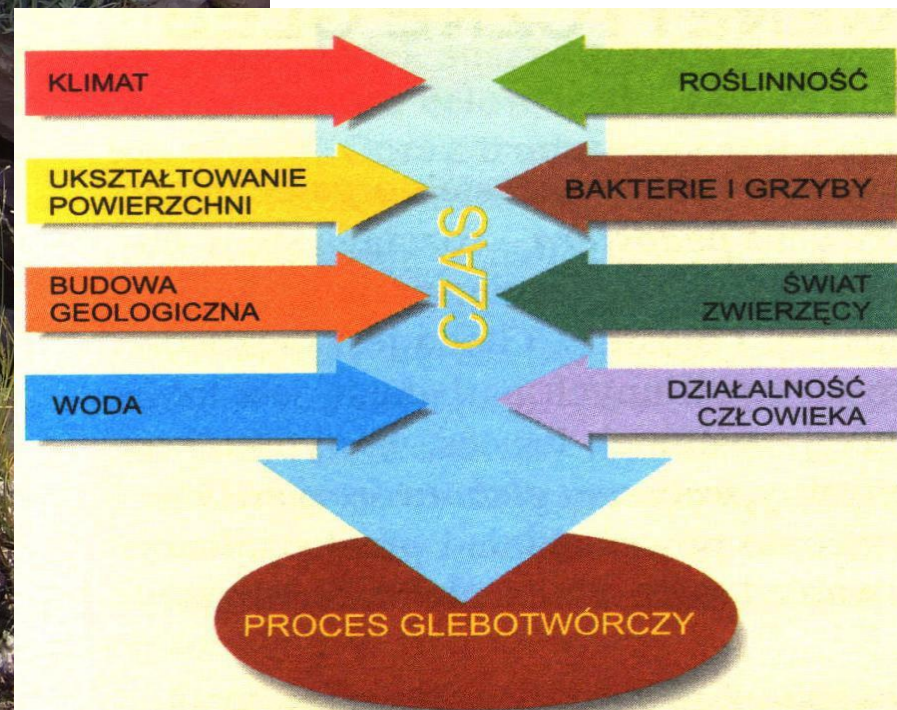 KLIMAT
UKSZTAŁTOWANIE
POWIERZCHNI
BUDOWA
GEOLOGICZNA
WODA
CZAS
ROŚLINNOŚĆ
BAKTERIE I GRZYBY
ŚWIAT
ZWIERZĘCY
DZIAŁALNOŚĆ
CZŁOWIEKA
PROCES GLEBOTWÓRCZY